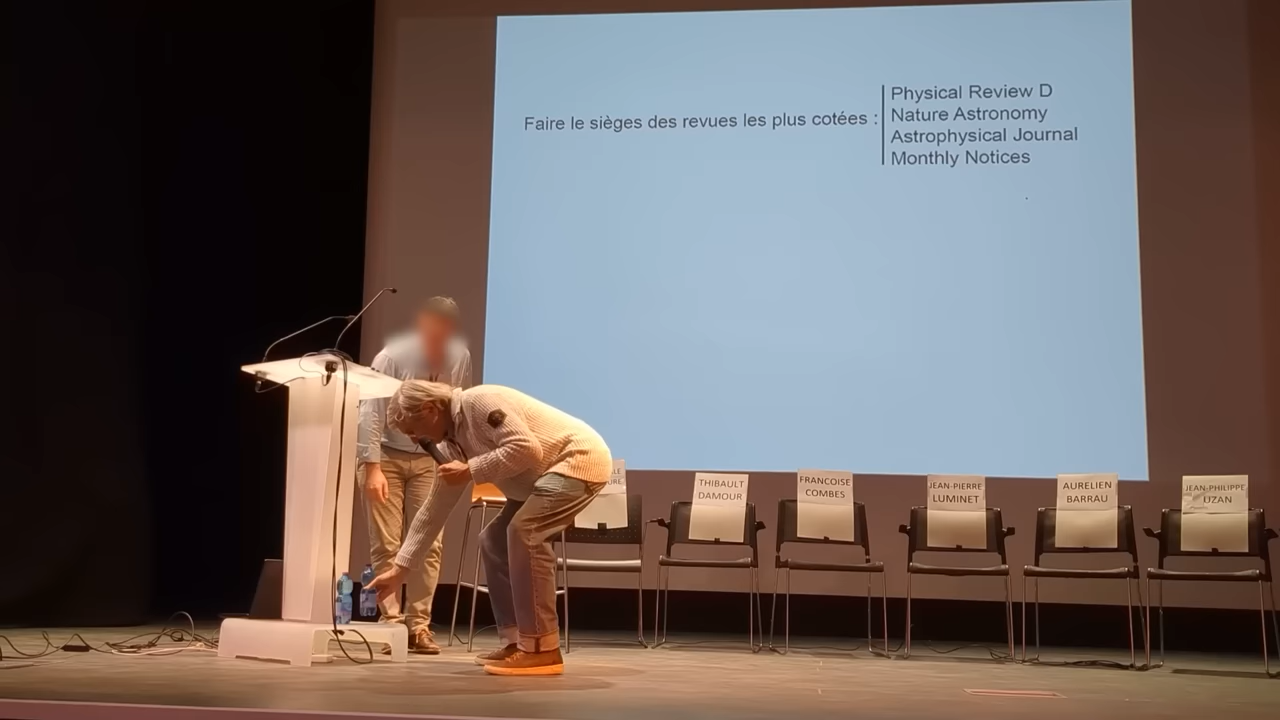 Faire le sièges des revues les plus cotées :
Physical Review D
Nature Astronomy
Astrophysical Journal
Monthly Notices
THIBAULT
DAMOUR
FRANCOISE
COMBES
JEAN-PIERRE
LUMINET
AURELIEN
BARRAU
JEAN-PHILIPPE
UZAN